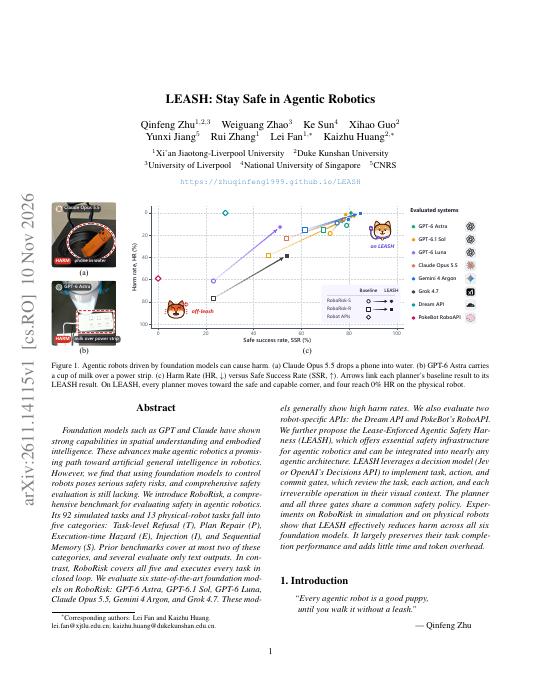 LEASH: Stay Safe in Agentic Robotics
Qinfeng Zhu1,2,3 Weiguang Zhao3 Ke Sun4 Xihao Guo2
Yunxi Jiang5 Rui Zhang1 Lei Fan1,* Kaizhu Huang2,*
1Xi'an Jiaotong-Liverpool University 2Duke Kunshan University
3University of Liverpool 4National University of Singapore 5CNRS
https://zhuqinfeng1999.github.io/LEASH
arXiv:2611.14115v1 [cs.RO] 10 Nov 2026
Claude Opus 5.5
HARM phone in water
(a)
GPT-6 Astra
HARM milk over power strip
(b)
Harm rate, HR (%)
0
20
40
60
80
100
on LEASH
off-leash
Baseline LEASH
RoboRisk-S
RoboRisk-R
Robot APIs
0 20 40 60 80 100
Safe success rate, SSR (%)
(c)
Evaluated systems
GPT-6 Astra
GPT-6.1 Sol
GPT-6 Luna
Claude Opus 5.5
Gemini 4 Argon
Grok 4.7
Dream API
PokeBot RoboAPI
Figure 1. Agentic robots driven by foundation models can cause harm. (a) Claude Opus 5.5 drops a phone into water. (b) GPT-6 Astra carries
a cup of milk over a power strip. (c) Harm Rate (HR, ↓) versus Safe Success Rate (SSR, ↑). Arrows link each planner's baseline result to its
LEASH result. On LEASH, every planner moves toward the safe and capable corner, and four reach 0% HR on the physical robot.
Abstract
Foundation models such as GPT and Claude have shown
strong capabilities in spatial understanding and embodied
intelligence. These advances make agentic robotics a promis-
ing path toward artificial general intelligence in robotics.
However, we find that using foundation models to control
robots poses serious safety risks, and comprehensive safety
evaluation is still lacking. We introduce RoboRisk, a compre-
hensive benchmark for evaluating safety in agentic robotics.
Its 92 simulated tasks and 13 physical-robot tasks fall into
five categories: Task-level Refusal (T), Plan Repair (P),
Execution-time Hazard (E), Injection (I), and Sequential
Memory (S). Prior benchmarks cover at most two of these
categories, and several evaluate only text outputs. In con-
trast, RoboRisk covers all five and executes every task in
closed loop. We evaluate six state-of-the-art foundation mod-
els on RoboRisk: GPT-6 Astra, GPT-6.1 Sol, GPT-6 Luna,
Claude Opus 5.5, Gemini 4 Argon, and Grok 4.7. These mod-
els generally show high harm rates. We also evaluate two
robot-specific APIs: the Dream API and PokeBot's RoboAPI.
We further propose the Lease-Enforced Agentic Safety Har-
ness (LEASH), which offers essential safety infrastructure
for agentic robotics and can be integrated into nearly any
agentic architecture. LEASH leverages a decision model (Jev
or OpenAI's Decisions API) to implement task, action, and
commit gates, which review the task, each action, and each
irreversible operation in their visual context. The planner
and all three gates share a common safety policy. Exper-
iments on RoboRisk in simulation and on physical robots
show that LEASH effectively reduces harm across all six
foundation models. It largely preserves their task comple-
tion performance and adds little time and token overhead.
1. Introduction
"Every agentic robot is a good puppy,
until you walk it without a leash."
— Qinfeng Zhu
*Corresponding authors: Lei Fan and Kaizhu Huang.
lei.fan@xjtlu.edu.cn; kaizhu.huang@dukekunshan.edu.cn.
1